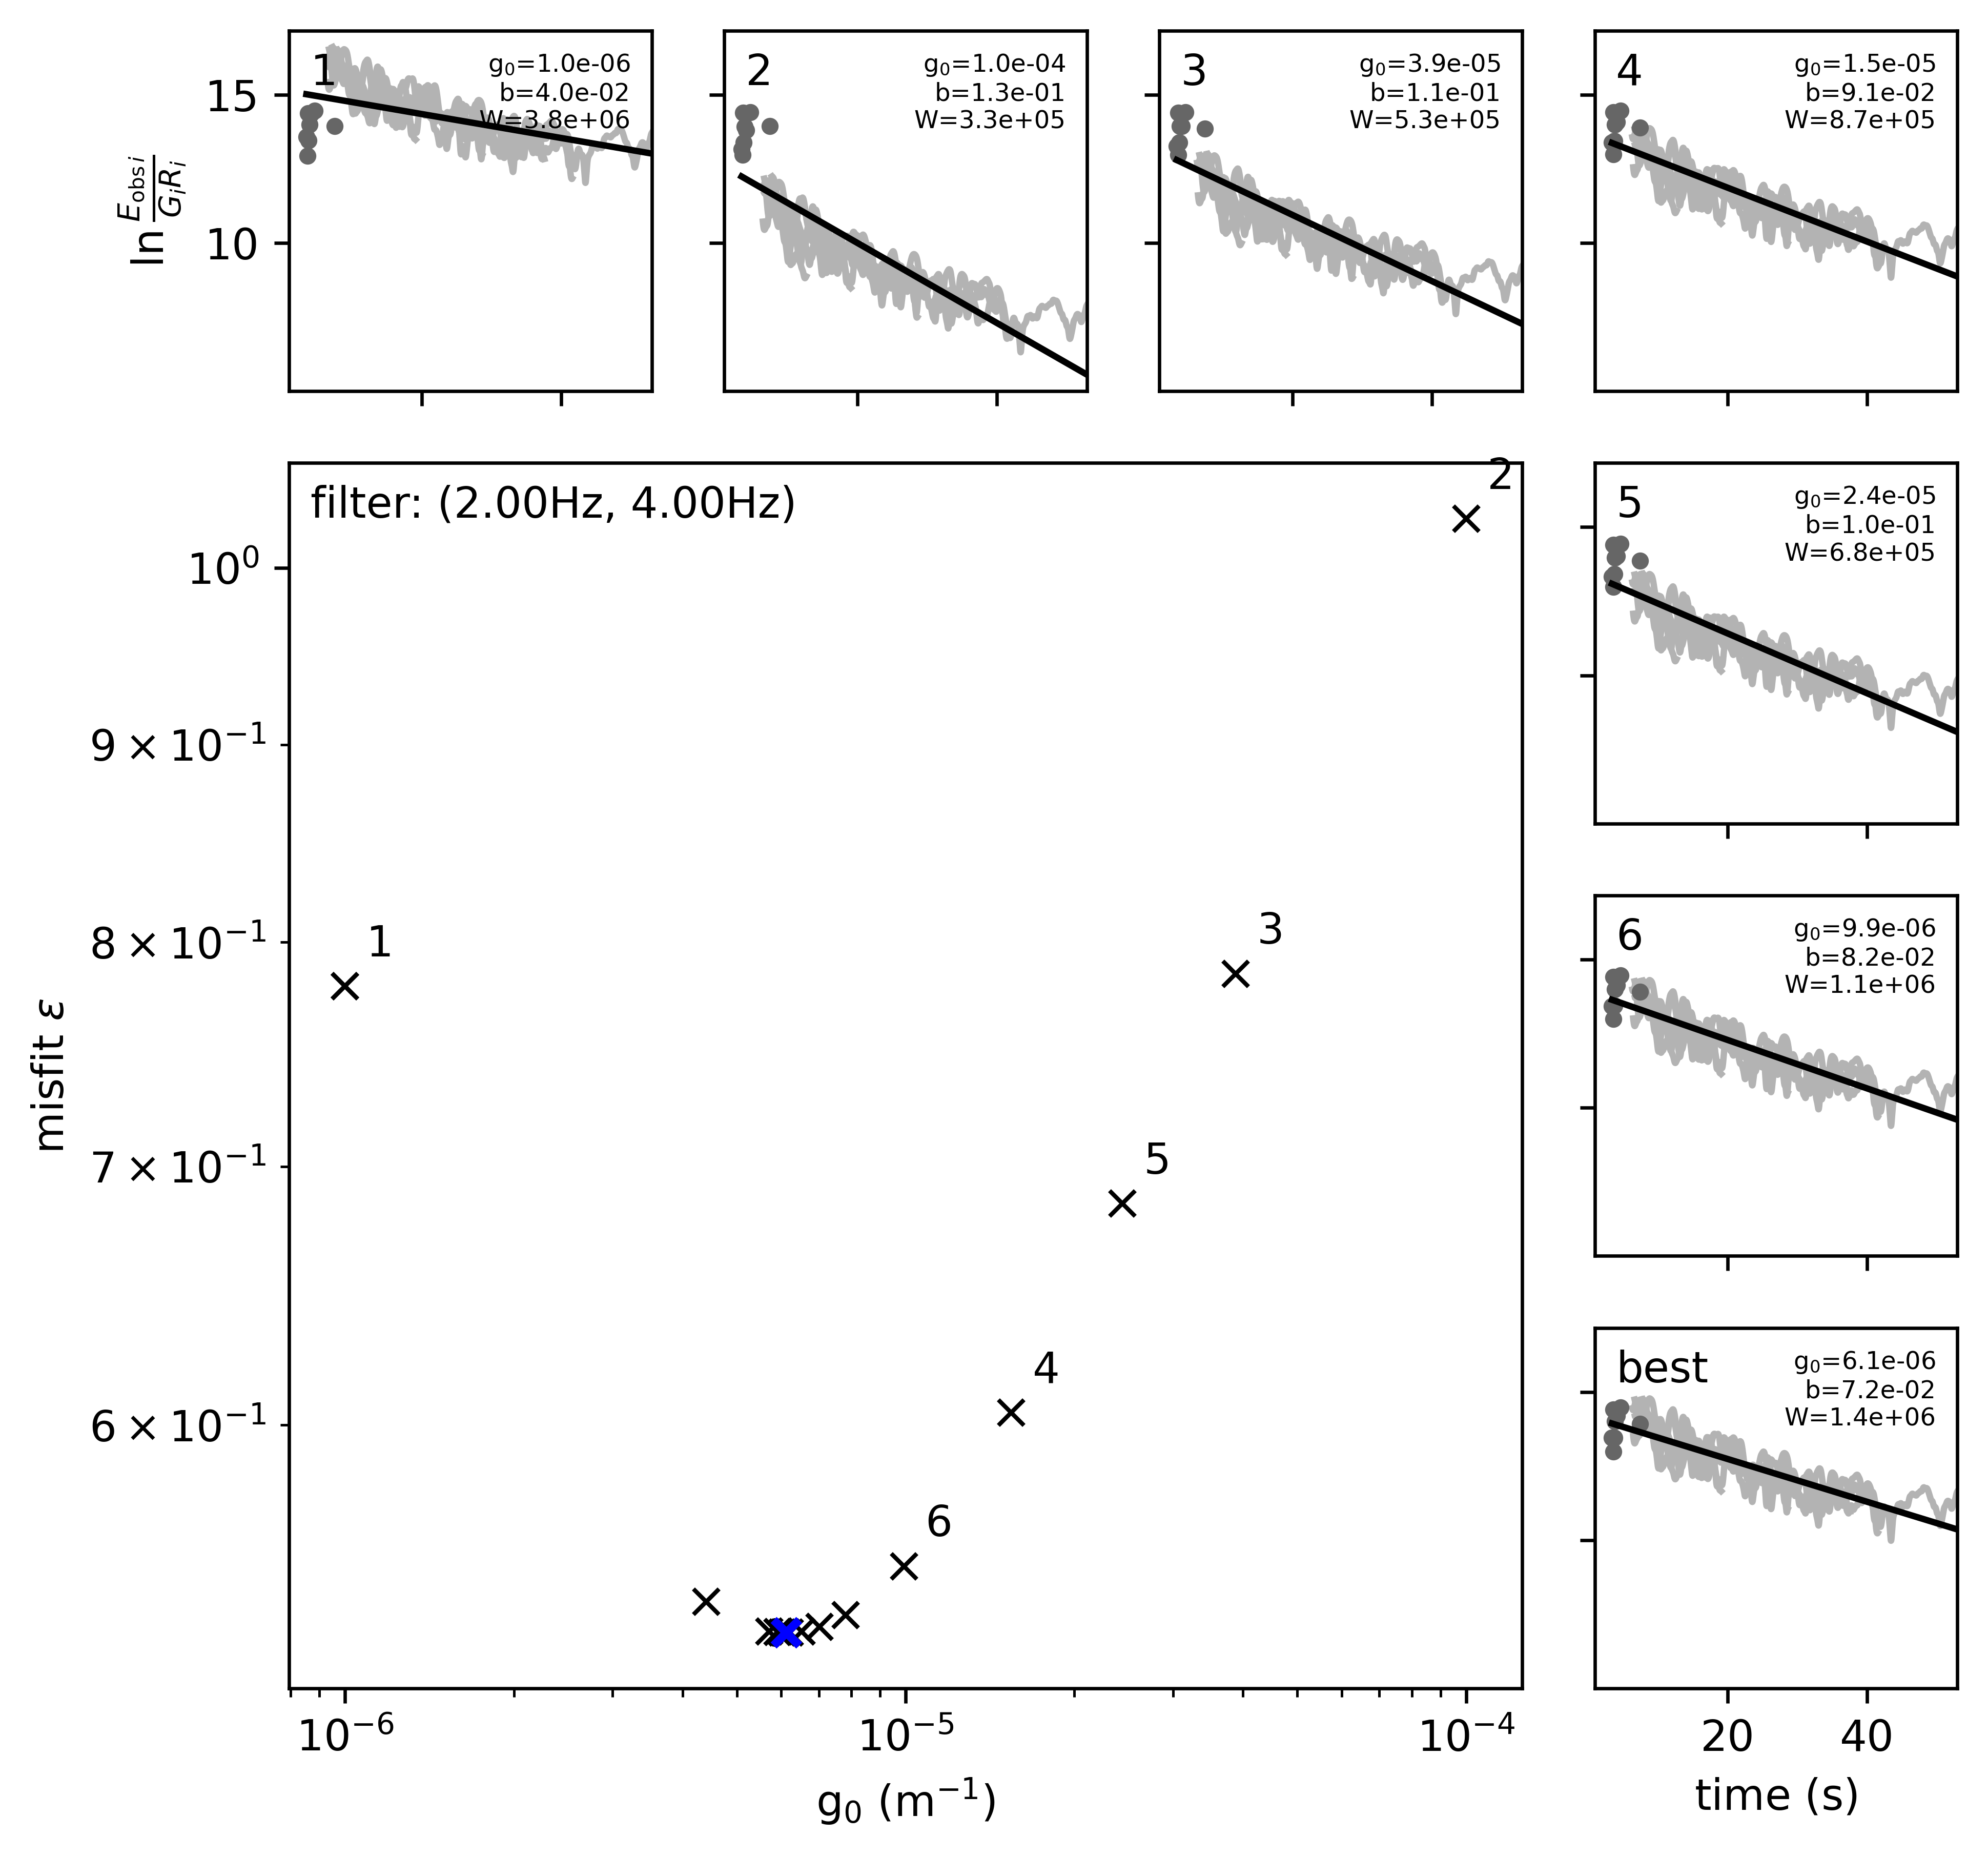 1
g₀=1.0e-06
b=4.0e-02
W=3.8e+06
2
g₀=1.0e-04
b=1.3e-01
W=3.3e+05
3
g₀=3.9e-05
b=1.1e-01
W=5.3e+05
4
g₀=1.5e-05
b=9.1e-02
W=8.7e+05
15
10
ln E_obs i / G_i R_i
filter: (2.00Hz, 4.00Hz)
2
10⁰
9×10⁻¹
8×10⁻¹
7×10⁻¹
6×10⁻¹
misfit ε
1
3
5
4
6
10⁻⁶
10⁻⁵
10⁻⁴
g₀ (m⁻¹)
5
g₀=2.4e-05
b=1.0e-01
W=6.8e+05
6
g₀=9.9e-06
b=8.2e-02
W=1.1e+06
best
g₀=6.1e-06
b=7.2e-02
W=1.4e+06
20
40
time (s)